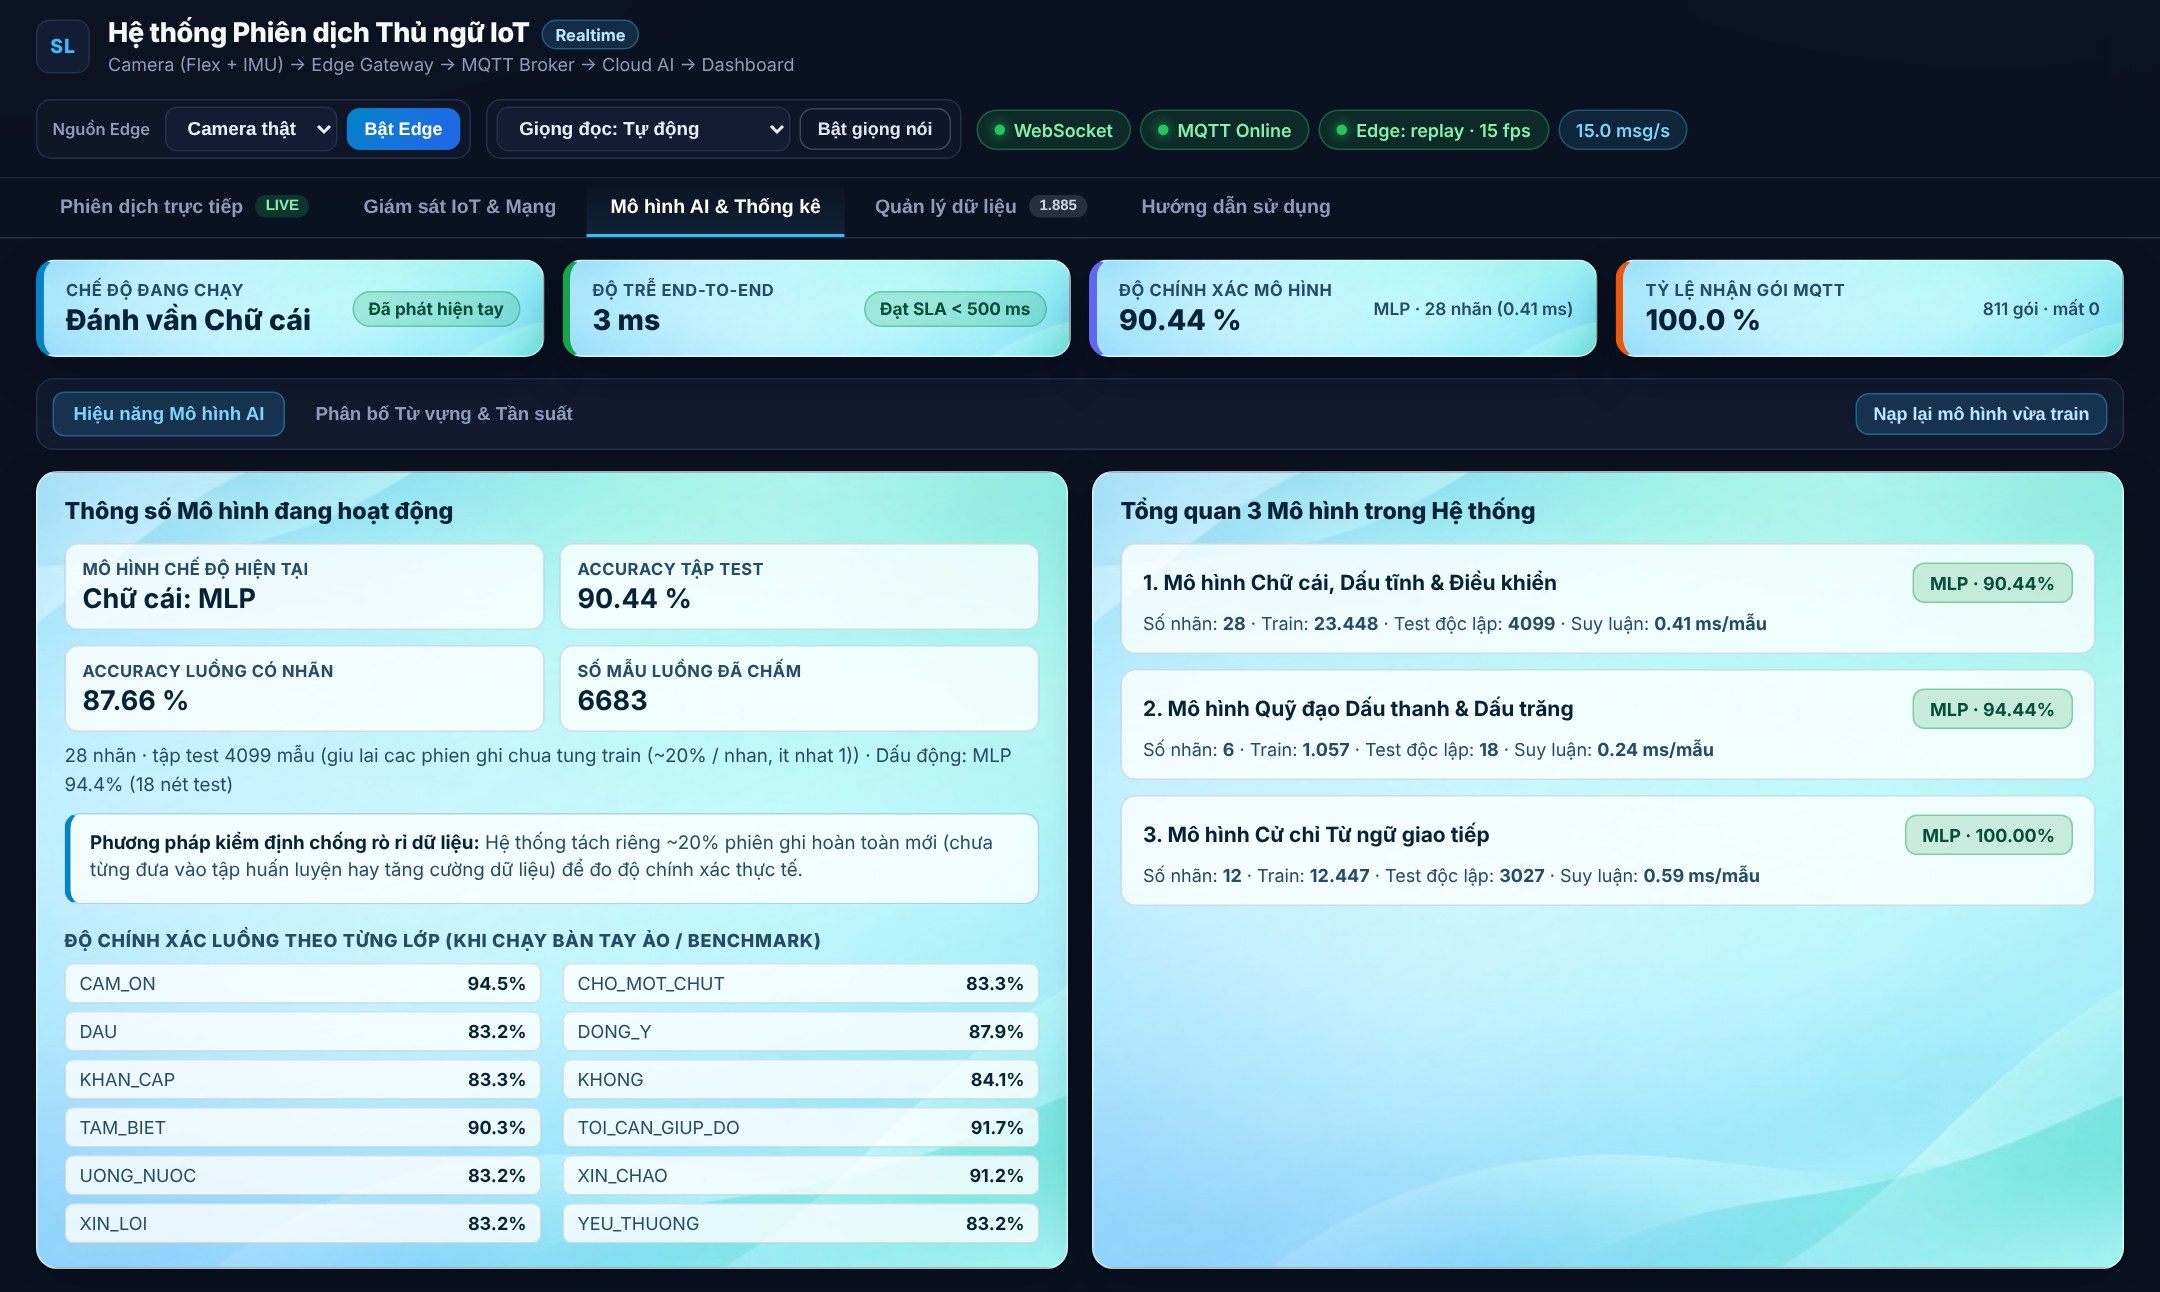 SL
Hệ thống Phiên dịch Thủ ngữ IoT Realtime
Camera (Flex + IMU) → Edge Gateway → MQTT Broker → Cloud AI → Dashboard
Nguồn Edge Camera thật Bật Edge Giọng đọc: Tự động Bật giọng nói WebSocket MQTT Online Edge: replay · 15 fps 15.0 msg/s
Phiên dịch trực tiếp LIVE Giám sát IoT & Mạng Mô hình AI & Thống kê Quản lý dữ liệu 1.885 Hướng dẫn sử dụng
CHẾ ĐỘ ĐANG CHẠY
Đánh vần Chữ cái
Đã phát hiện tay
ĐỘ TRỄ END-TO-END
3 ms
Đạt SLA < 500 ms
ĐỘ CHÍNH XÁC MÔ HÌNH
90.44 %
MLP · 28 nhãn (0.41 ms)
TỶ LỆ NHẬN GÓI MQTT
100.0 %
811 gói · mất 0
Hiệu năng Mô hình AI Phân bố Từ vựng & Tần suất Nạp lại mô hình vừa train
Thông số Mô hình đang hoạt động
MÔ HÌNH CHẾ ĐỘ HIỆN TẠI
Chữ cái: MLP
ACCURACY TẬP TEST
90.44 %
ACCURACY LUỒNG CÓ NHÃN
87.66 %
SỐ MẪU LUỒNG ĐÃ CHẤM
6683
28 nhãn · tập test 4099 mẫu (giu lai cac phien ghi chua tung train (~20% / nhan, it nhat 1)) · Dấu động: MLP
94.4% (18 nét test)
Phương pháp kiểm định chống rò rỉ dữ liệu: Hệ thống tách riêng ~20% phiên ghi hoàn toàn mới (chưa
từng đưa vào tập huấn luyện hay tăng cường dữ liệu) để đo độ chính xác thực tế.
ĐỘ CHÍNH XÁC LUỒNG THEO TỪNG LỚP (KHI CHẠY BÀN TAY ẢO / BENCHMARK)
CAM_ON 94.5% CHO_MOT_CHUT 83.3%
DAU 83.2% DONG_Y 87.9%
KHAN_CAP 83.3% KHONG 84.1%
TAM_BIET 90.3% TOI_CAN_GIUP_DO 91.7%
UONG_NUOC 83.2% XIN_CHAO 91.2%
XIN_LOI 83.2% YEU_THUONG 83.2%
Tổng quan 3 Mô hình trong Hệ thống
1. Mô hình Chữ cái, Dấu tĩnh & Điều khiển MLP · 90.44%
Số nhãn: 28 · Train: 23.448 · Test độc lập: 4099 · Suy luận: 0.41 ms/mẫu
2. Mô hình Quỹ đạo Dấu thanh & Dấu trăng MLP · 94.44%
Số nhãn: 6 · Train: 1.057 · Test độc lập: 18 · Suy luận: 0.24 ms/mẫu
3. Mô hình Cử chỉ Từ ngữ giao tiếp MLP · 100.00%
Số nhãn: 12 · Train: 12.447 · Test độc lập: 3027 · Suy luận: 0.59 ms/mẫu